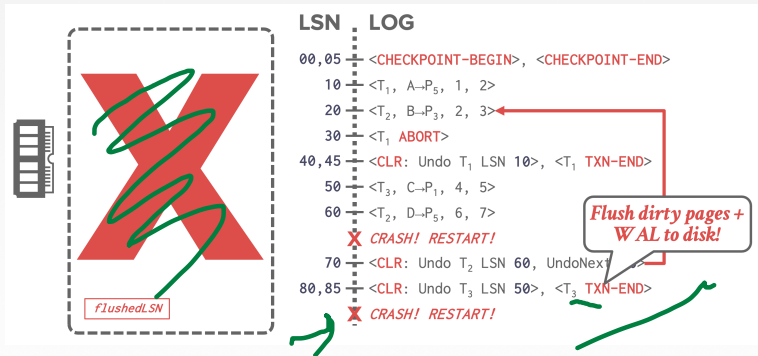 LSN LOG
00,05 <CHECKPOINT-BEGIN>, <CHECKPOINT-END>
10 <T₁, A→P₅, 1, 2>
20 <T₂, B→P₃, 2, 3>
30 <T₁ ABORT>
40,45 <CLR: Undo T₁ LSN 10>, <T₁ TXN-END>
50 <T₃, C→P₁, 4, 5>
60 <T₂, D→P₅, 6, 7>
X CRASH! RESTART!
Flush dirty pages +
WAL to disk!
70 <CLR: Undo T₂ LSN 60, UndoNext >
80,85 <CLR: Undo T₃ LSN 50>, <T₃ TXN-END>
X CRASH! RESTART!
X
flushedLSN